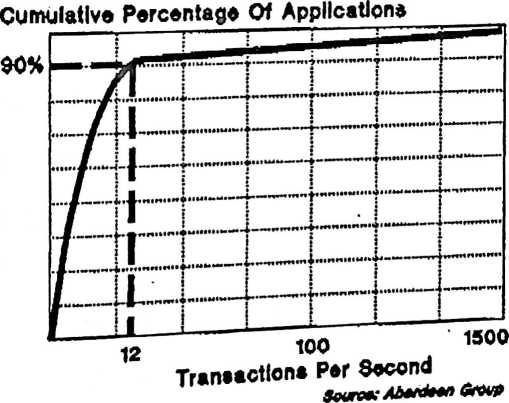 Cumulative Percentage Of Applications
90%
12
100
1500
Transactions Per Second
Source: Aberdeen Group